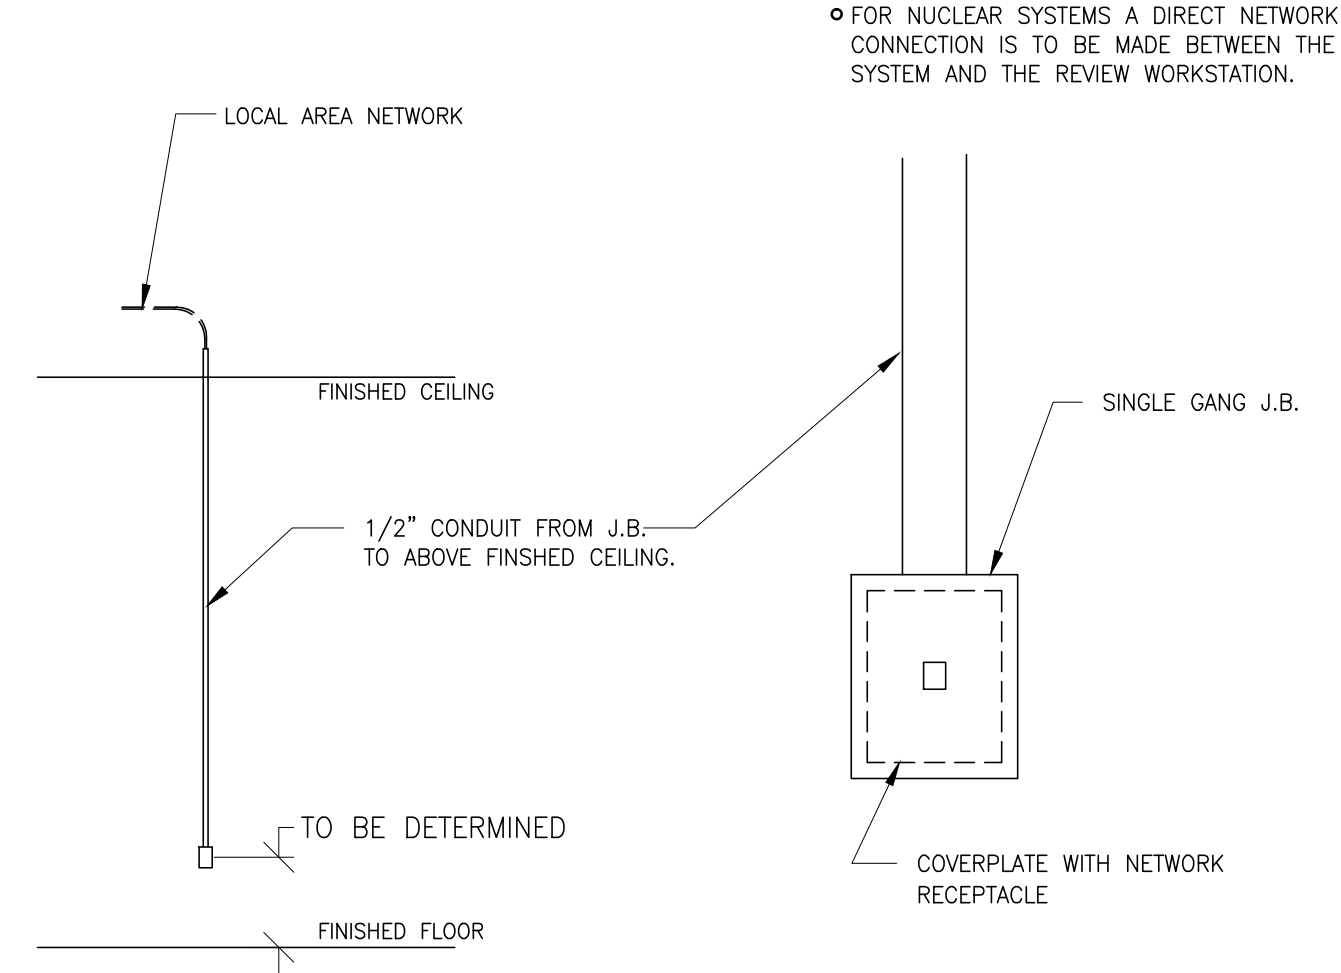 FOR NUCLEAR SYSTEMS A DIRECT NETWORK
CONNECTION IS TO BE MADE BETWEEN THE
SYSTEM AND THE REVIEW WORKSTATION.
LOCAL AREA NETWORK
FINISHED CEILING
SINGLE GANG J.B.
1/2” CONDUIT FROM J.B.
TO ABOVE FINSHED CEILING.
TO BE DETERMINED
COVERPLATE WITH NETWORK
RECEPTACLE
FINISHED FLOOR